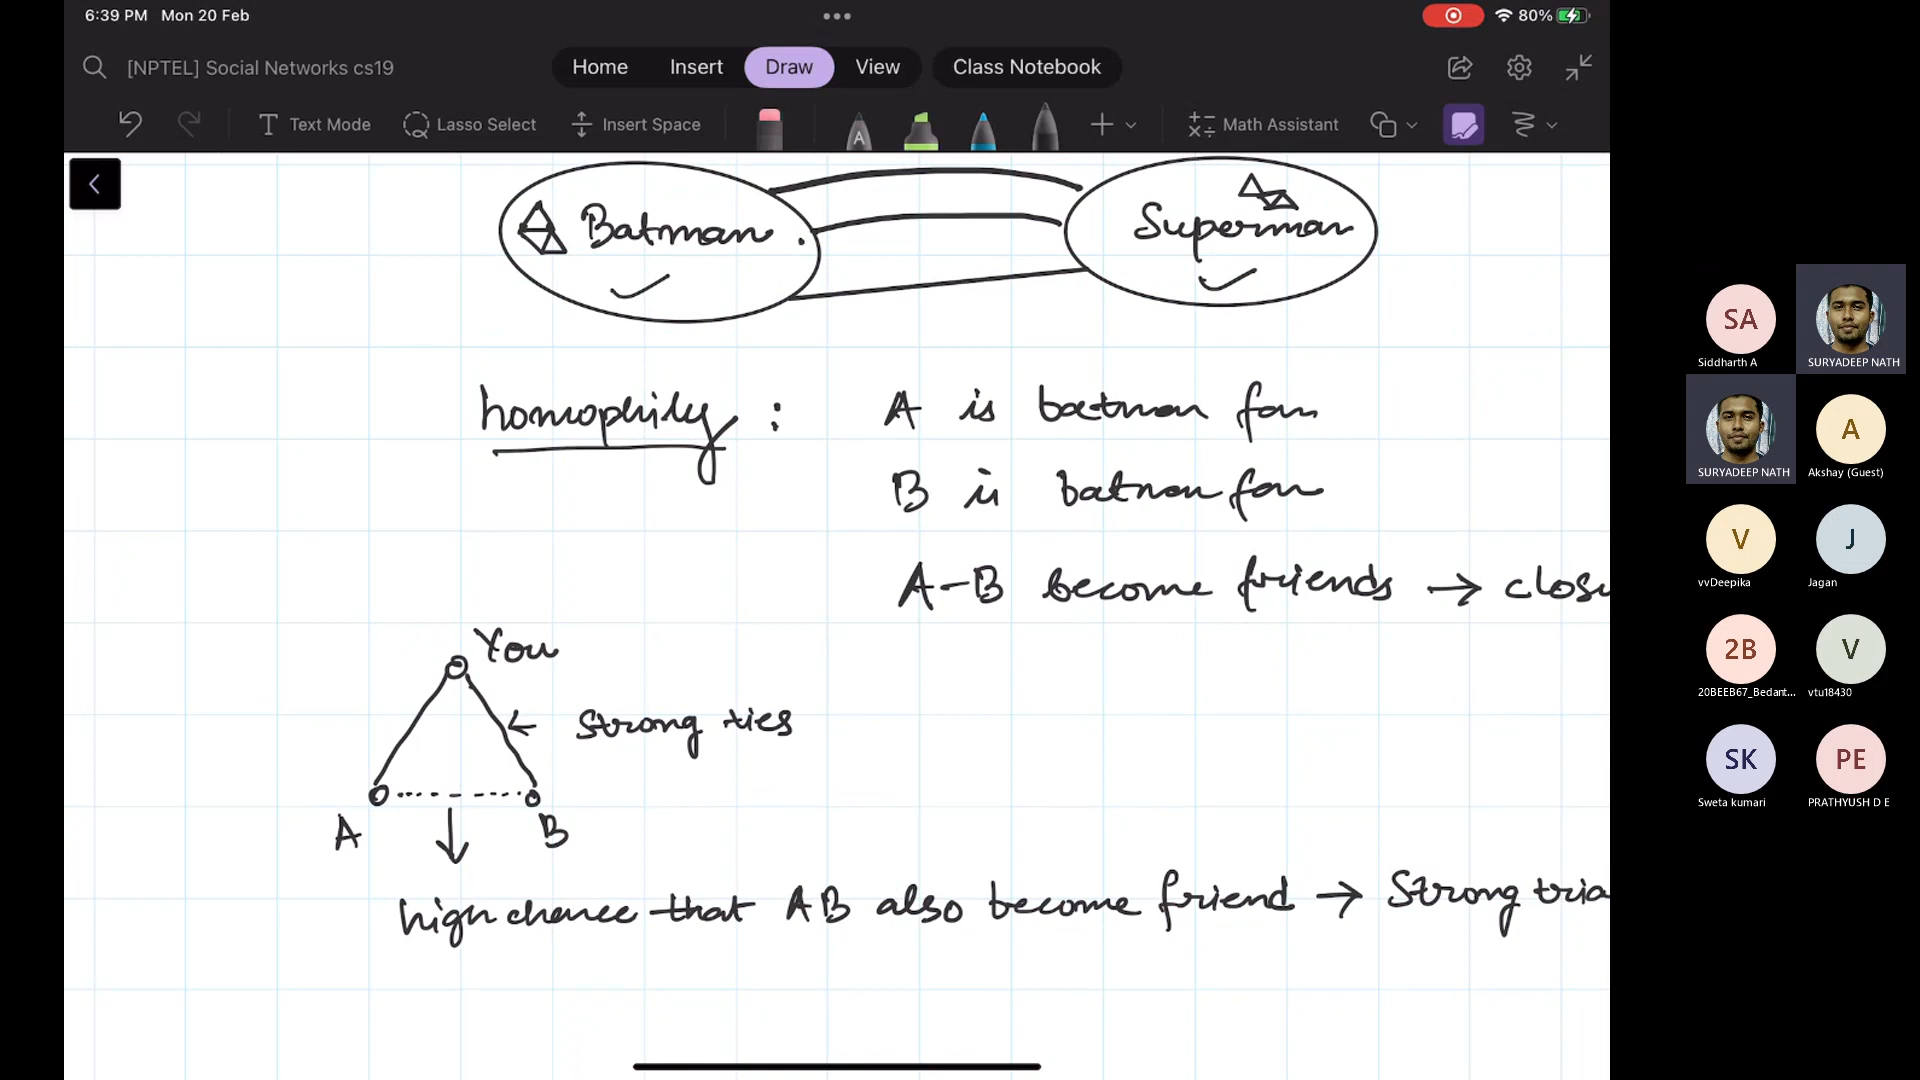 6:39 PM Mon 20 Feb
80%
[NPTEL] Social Networks cs19
Home Insert Draw View Class Notebook
Text Mode Lasso Select Insert Space A Math Assistant
Batman Superman
homophily : A is batman fan
B is batman fan
A-B become friends → closu
You
Strong ties
A B
high chance that AB also become friend → Strong tria
SA
Siddharth A SURYADEEP NATH
A
SURYADEEP NATH Akshay (Guest)
V J
vvDeepika Jagan
2B V
20BEEB67_Bedant... vtu18430
SK PE
Sweta kumari PRATHYUSH D E